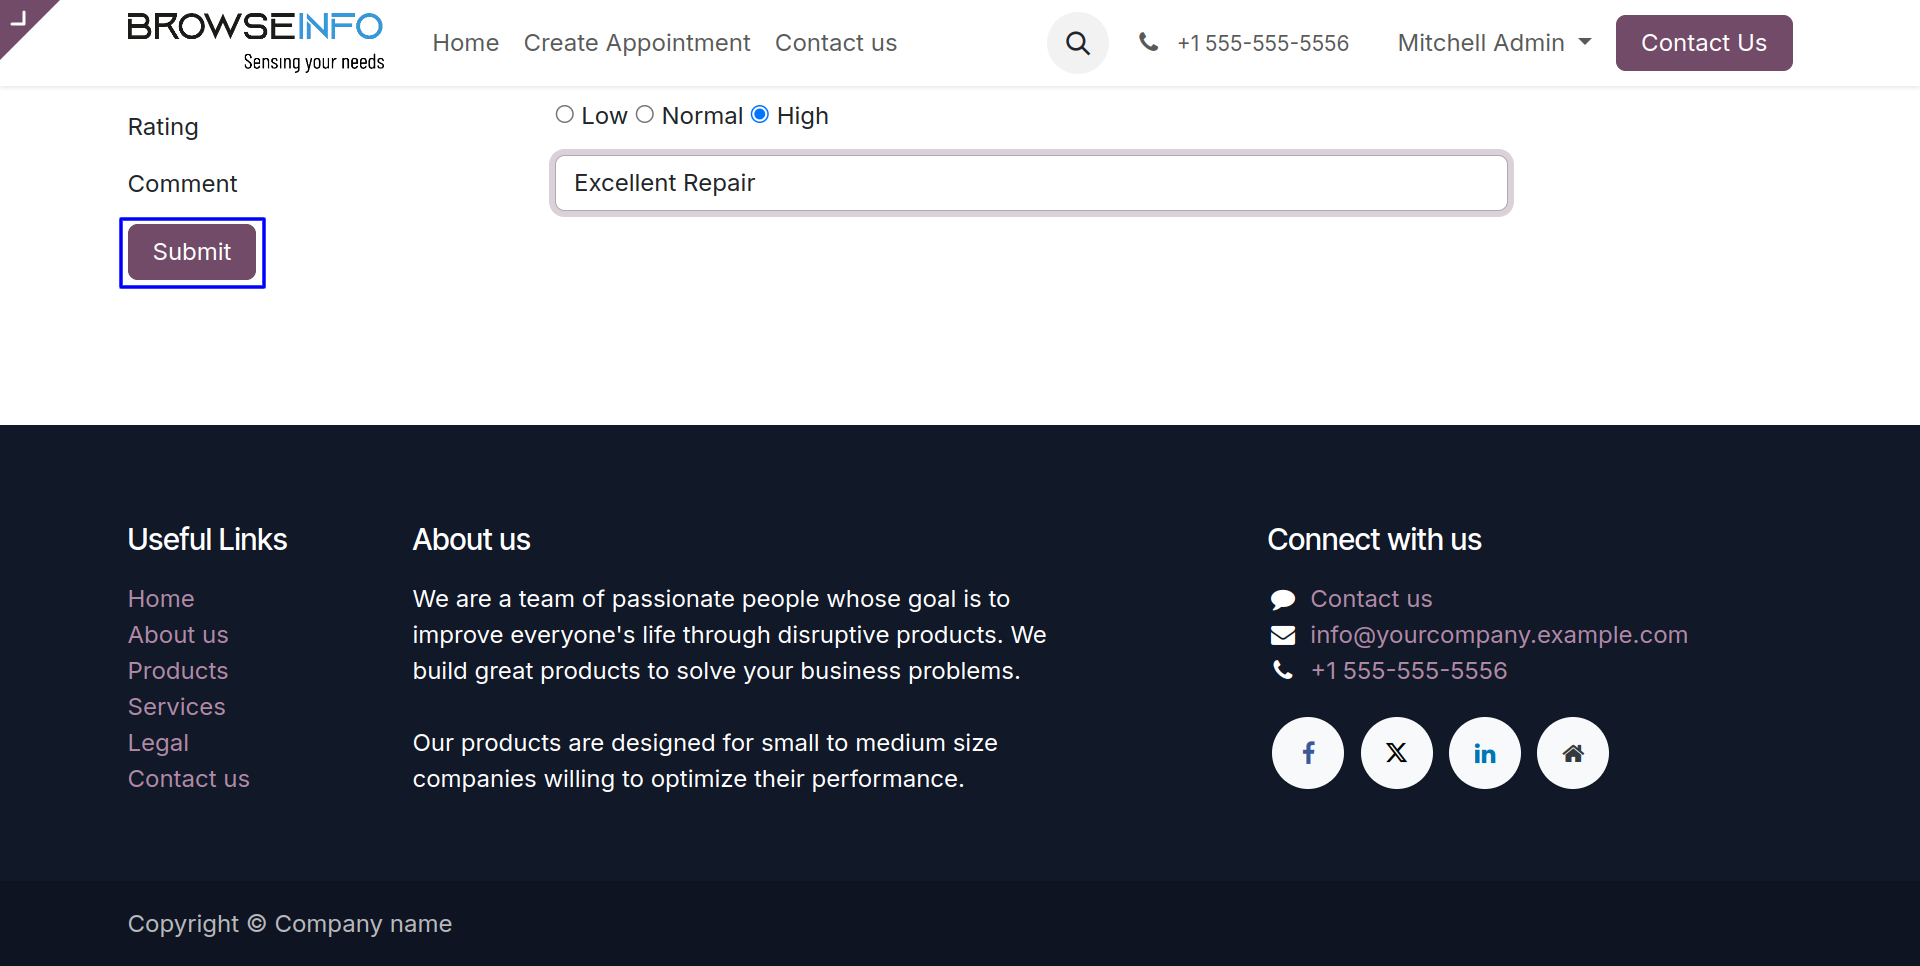 BROWSEINFO
Sensing your needs
Home Create Appointment Contact us
+1 555-555-5556
Mitchell Admin
Contact Us
Rating
Low Normal High
Comment
Excellent Repair
Submit
Useful Links
Home
About us
Products
Services
Legal
Contact us
About us
We are a team of passionate people whose goal is to
improve everyone's life through disruptive products. We
build great products to solve your business problems.
Our products are designed for small to medium size
companies willing to optimize their performance.
Connect with us
Contact us
info@yourcompany.example.com
+1 555-555-5556
Copyright © Company name